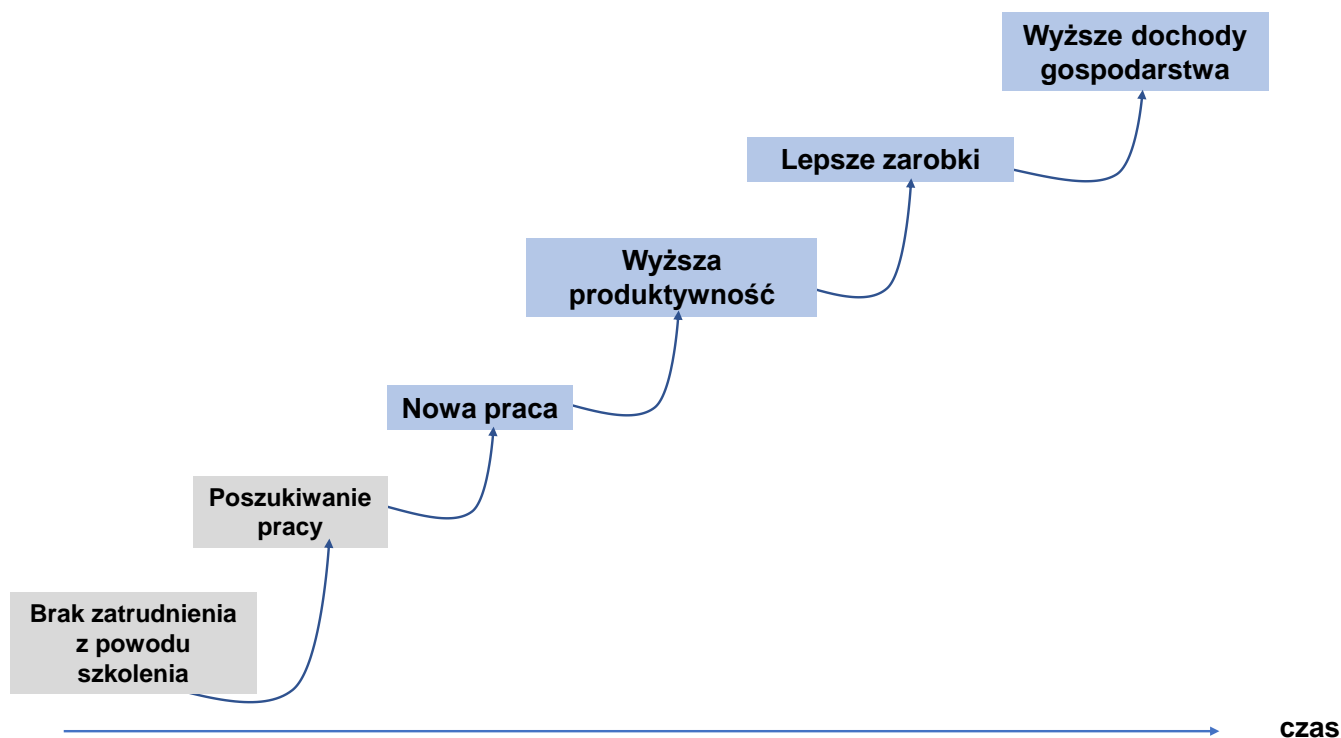 Wyższe dochody
gospodarstwa
Lepsze zarobki
Wyższa
produktywność
Nowa praca
Poszukiwanie
pracy
Brak zatrudnienia
z powodu
szkolenia
czas